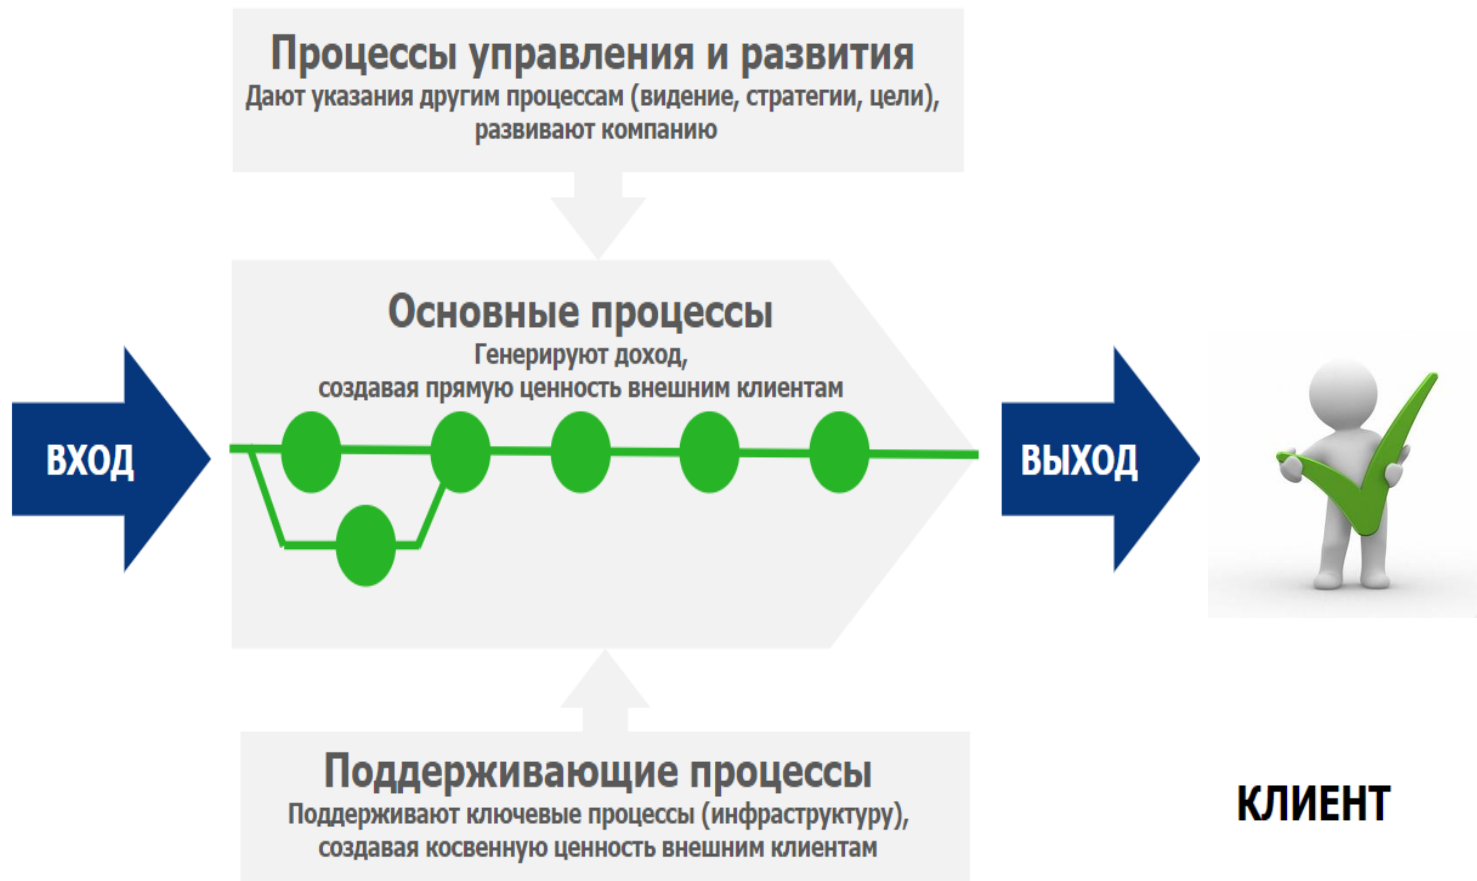 Процессы управления и развития
Дают указания другим процессам (видение, стратегии, цели),
развивают компанию
Основные процессы
Генерируют доход,
создавая прямую ценность внешним клиентам
ВХОД
ВЫХОД
Поддерживающие процессы
Поддерживают ключевые процессы (инфраструктуру),
создавая косвенную ценность внешним клиентам
КЛИЕНТ